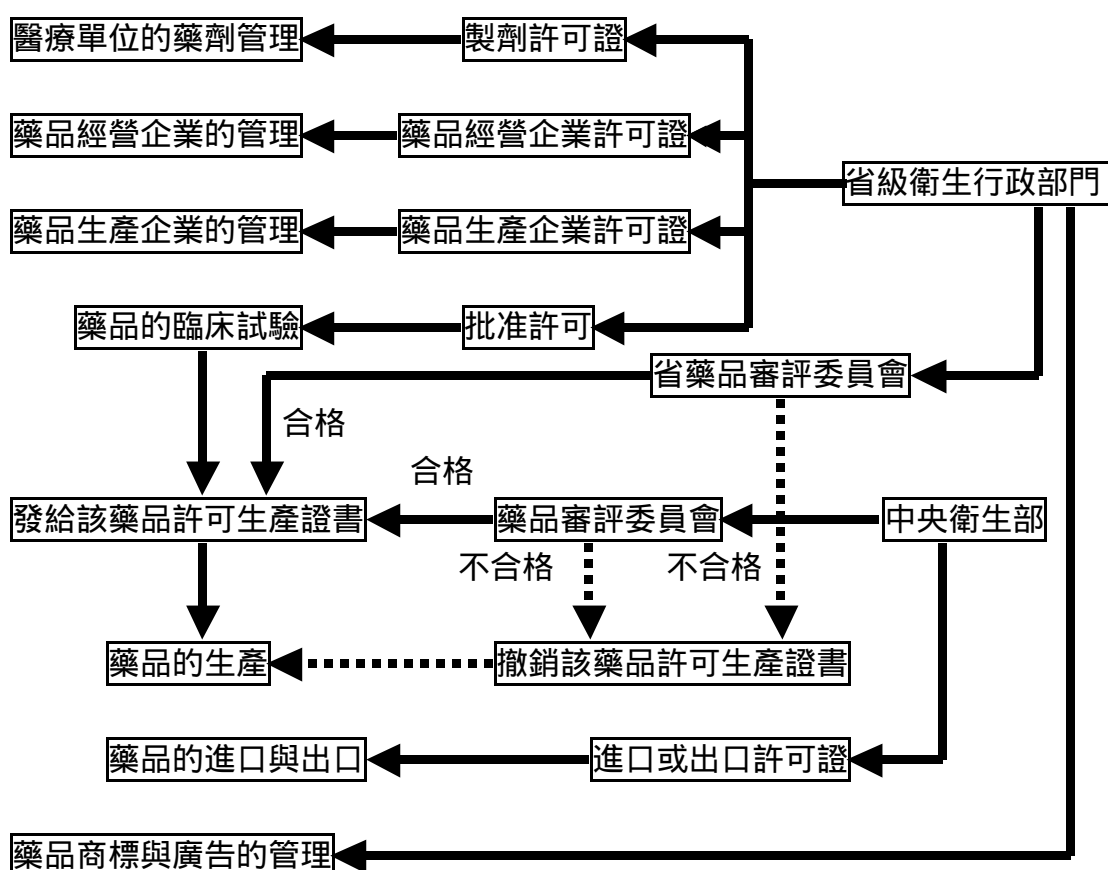 醫療單位的藥劑管理
製劑許可證
藥品經營企業的管理
藥品經營企業許可證
省級衛生行政部門
藥品生產企業的管理
藥品生產企業許可證
藥品的臨床試驗
批准許可
省藥品審評委員會
合格
合格
發給該藥品許可生產證書
藥品審評委員會
中央衛生部
不合格
不合格
藥品的生產
撤銷該藥品許可生產證書
藥品的進口與出口
進口或出口許可證
藥品商標與廣告的管理